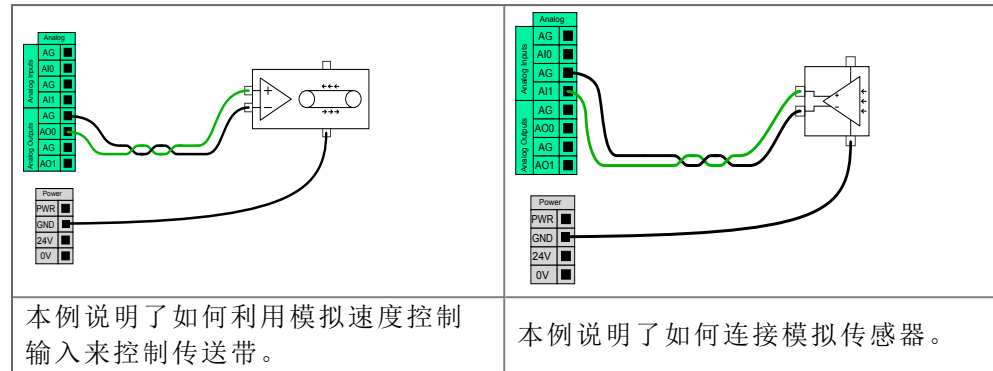 Analog
Analog Inputs
AG
AI0
AG
AI1
Analog Outputs
AG
AO0
AG
AO1
Power
PWR
GND
24V
0V
+
−
Analog
Analog Inputs
AG
AI0
AG
AI1
Analog Outputs
AG
AO0
AG
AO1
Power
PWR
GND
24V
0V
+
-
本例说明了如何利用模拟速度控制
输入来控制传送带。
本例说明了如何连接模拟传感器。